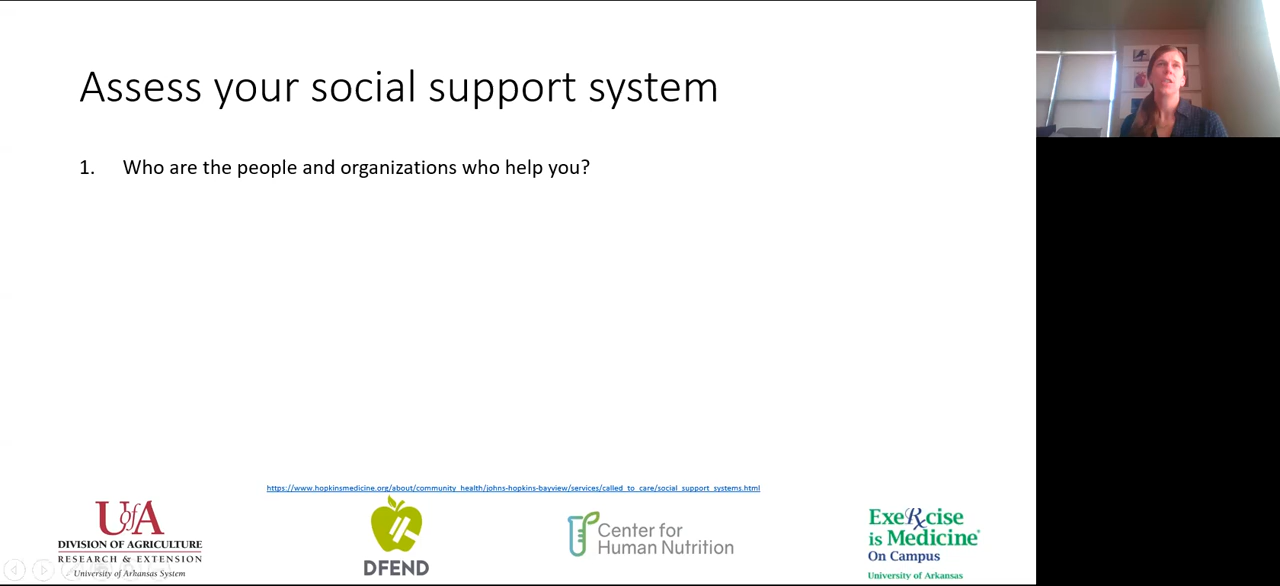 Assess your social support system
1. Who are the people and organizations who help you?
https://www.hopkinsmedicine.org/about/community_health/johns-hopkins-bayview/services/called_to_care/social_support_systems.html
UofA
DIVISION OF AGRICULTURE
RESEARCH & EXTENSION
University of Arkansas System
DFEND
Center for
Human Nutrition
ExeRxcise
is Medicine®
On Campus
University of Arkansas